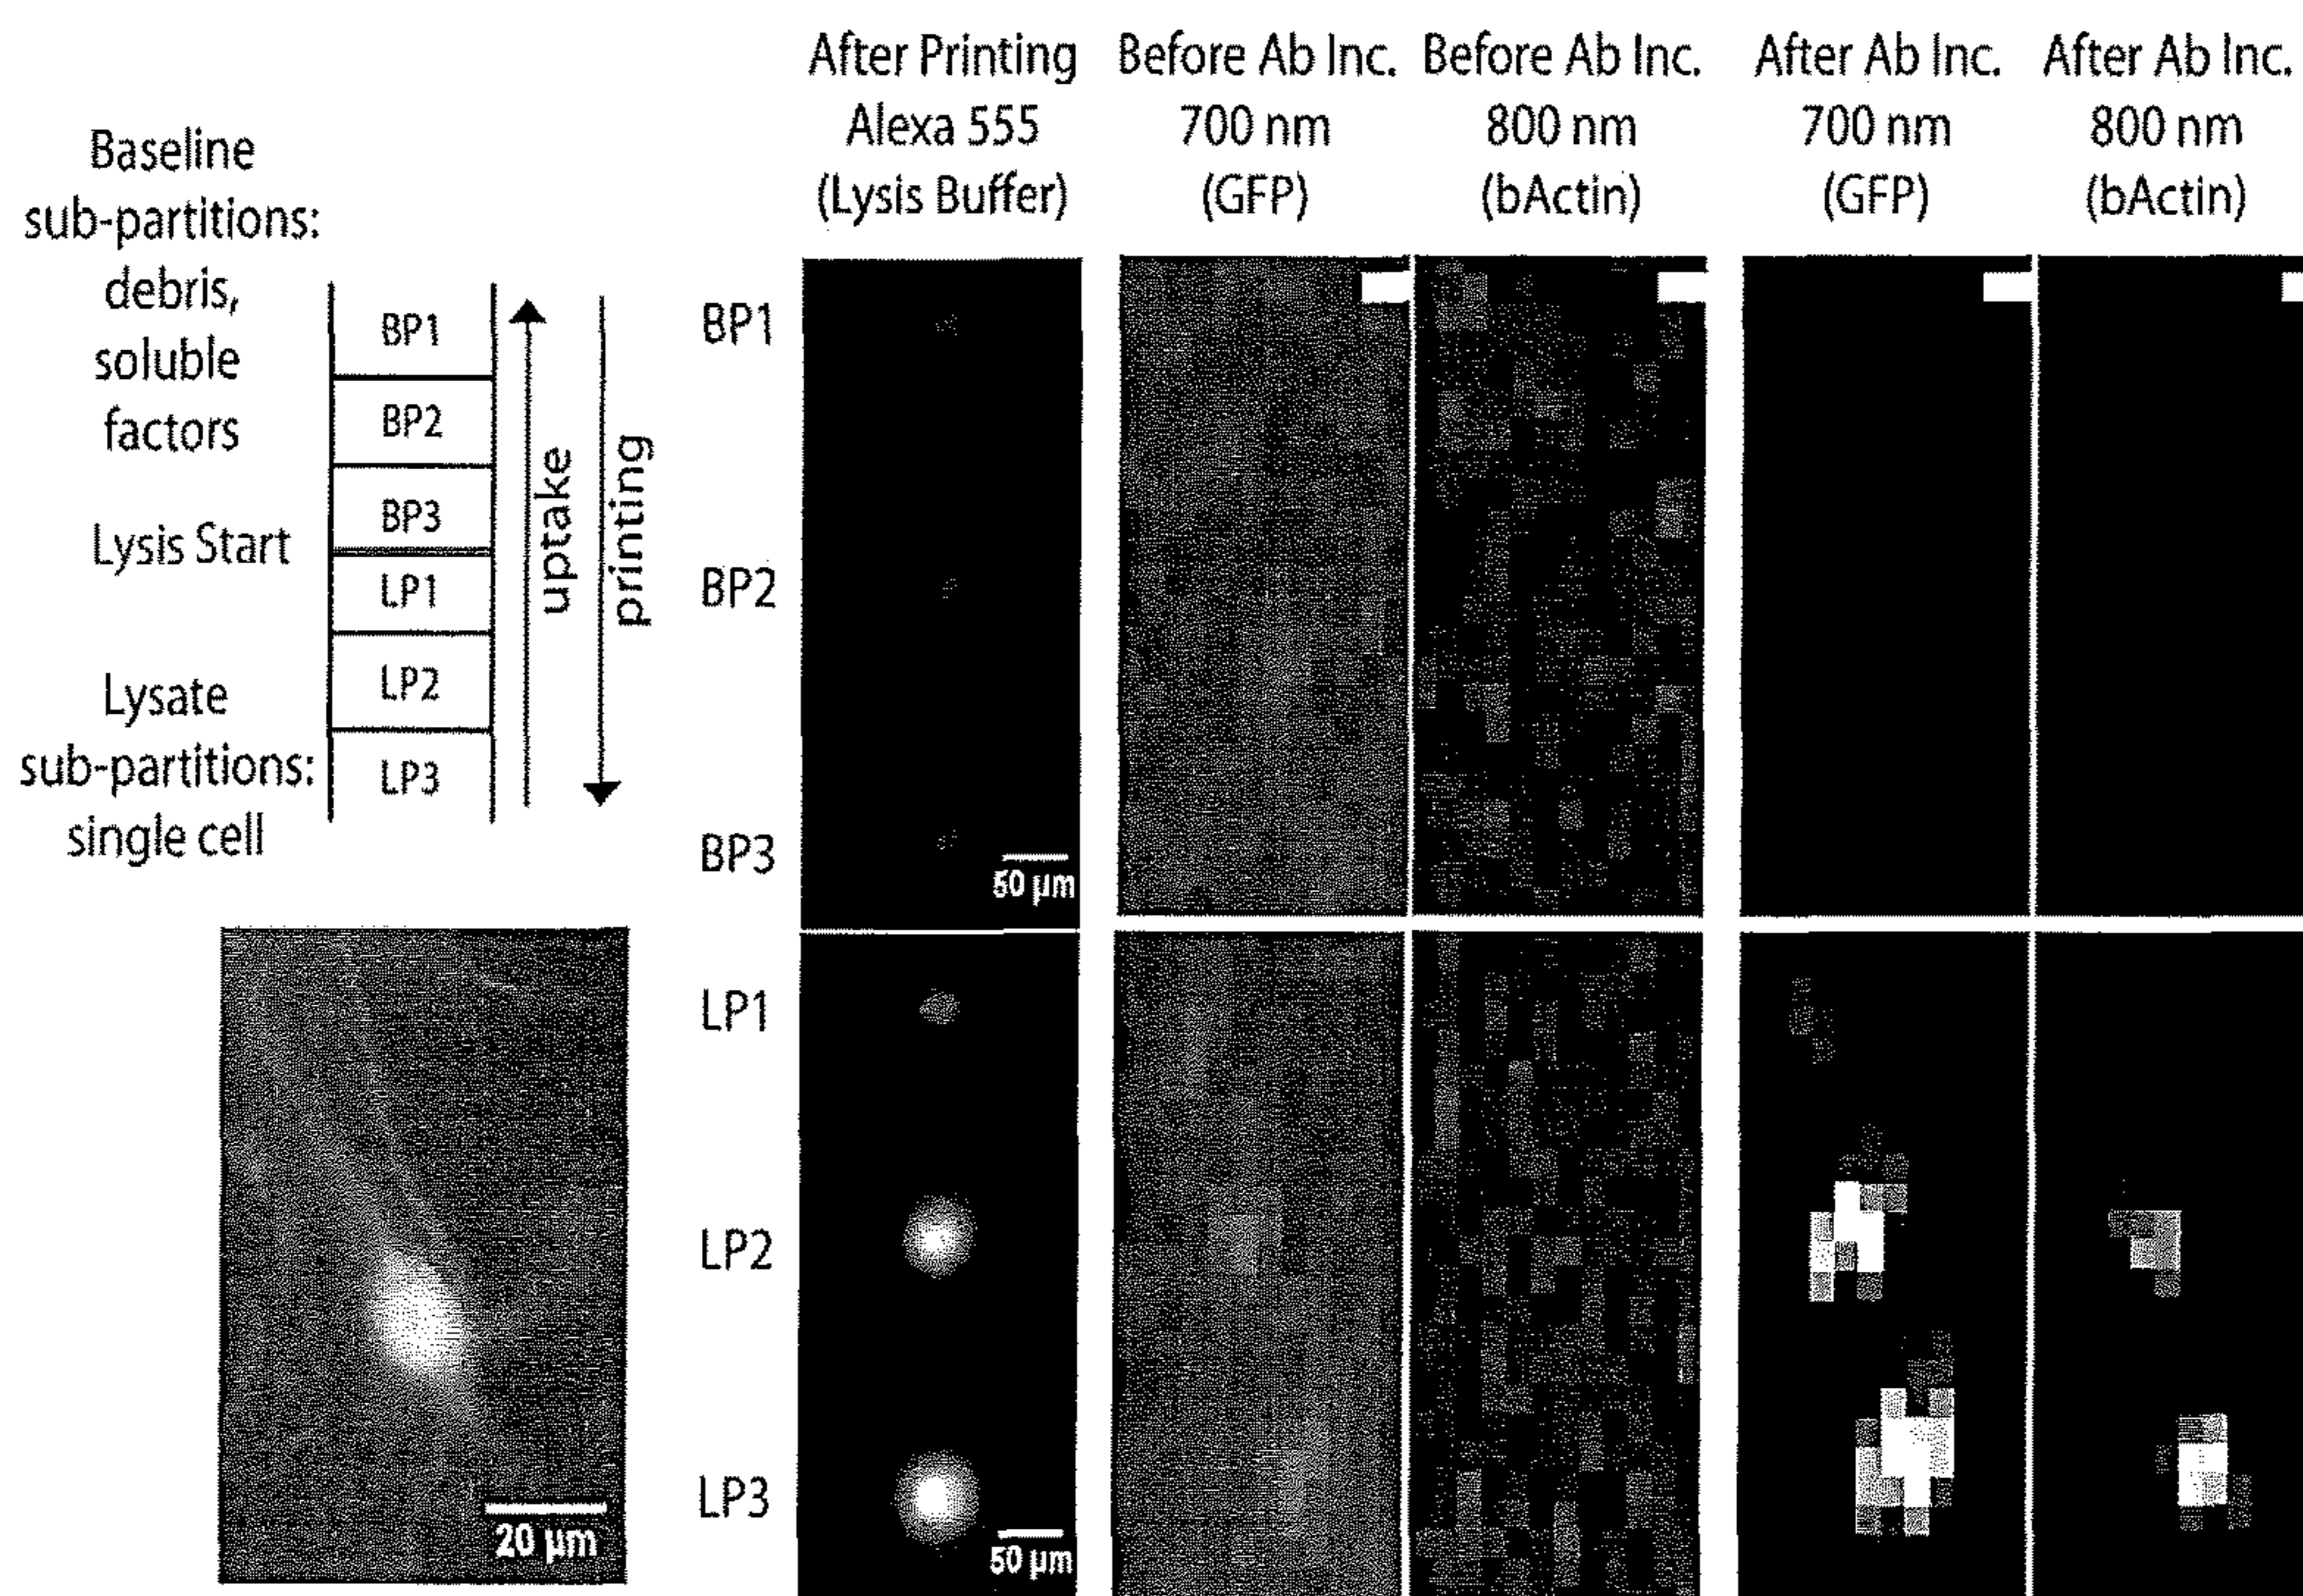 After Printing
Alexa 555
(Lysis Buffer)
Before Ab Inc.
700 nm
(GFP)
Before Ab Inc.
800 nm
(bActin)
After Ab Inc.
700 nm
(GFP)
After Ab Inc.
800 nm
(bActin)
Baseline
sub-partitions:
debris,
soluble
factors
Lysis Start
Lysate
sub-partitions:
single cell
BP1
BP2
BP3
LP1
LP2
LP3
uptake
printing
BP1
BP2
BP3
50 µm
LP1
LP2
LP3
50 µm
20 µm